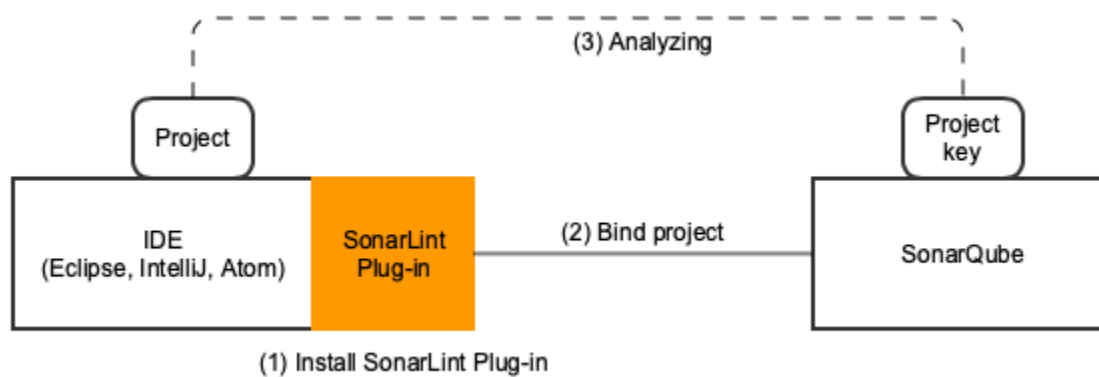 (3) Analyzing
Project
Project
key
IDE
(Eclipse, IntelliJ, Atom)
SonarLint
Plug-in
(2) Bind project
SonarQube
(1) Install SonarLint Plug-in